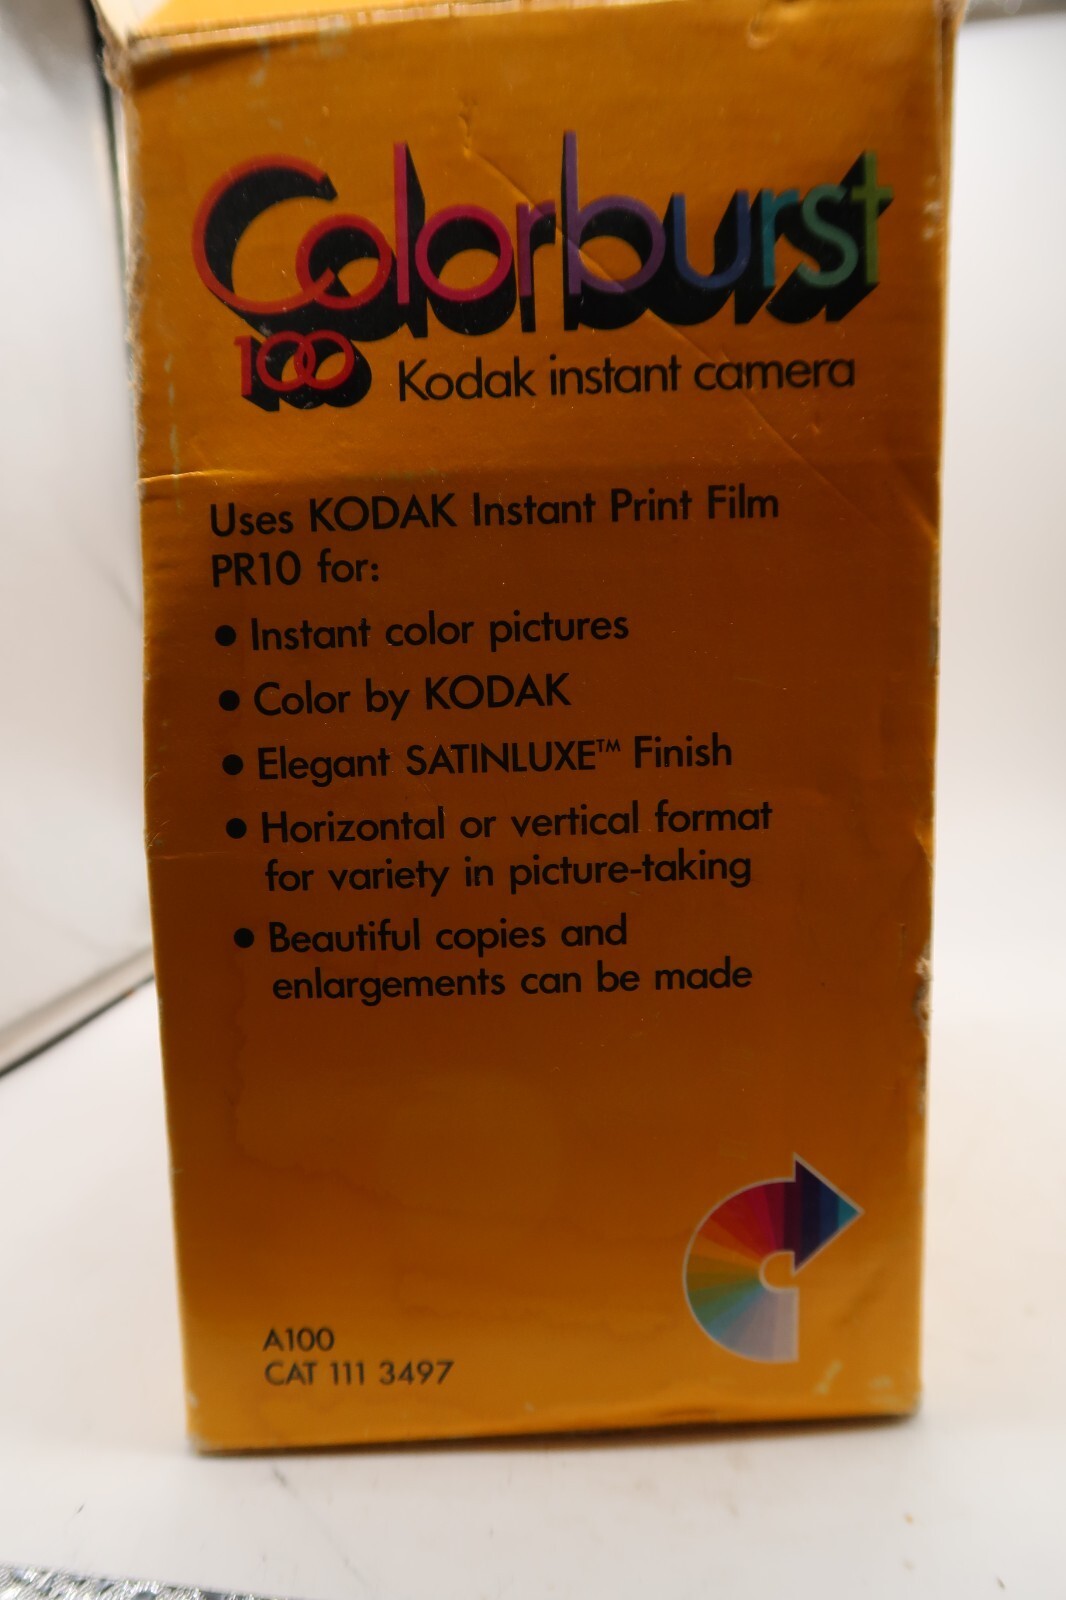 Colorburst
100 Kodak instant camera
Uses KODAK Instant Print Film
PR10 for:
• Instant color pictures
• Color by KODAK
• Elegant SATINLUXE™ Finish
• Horizontal or vertical format
for variety in picture-taking
• Beautiful copies and
enlargements can be made
A100
CAT 111 3497